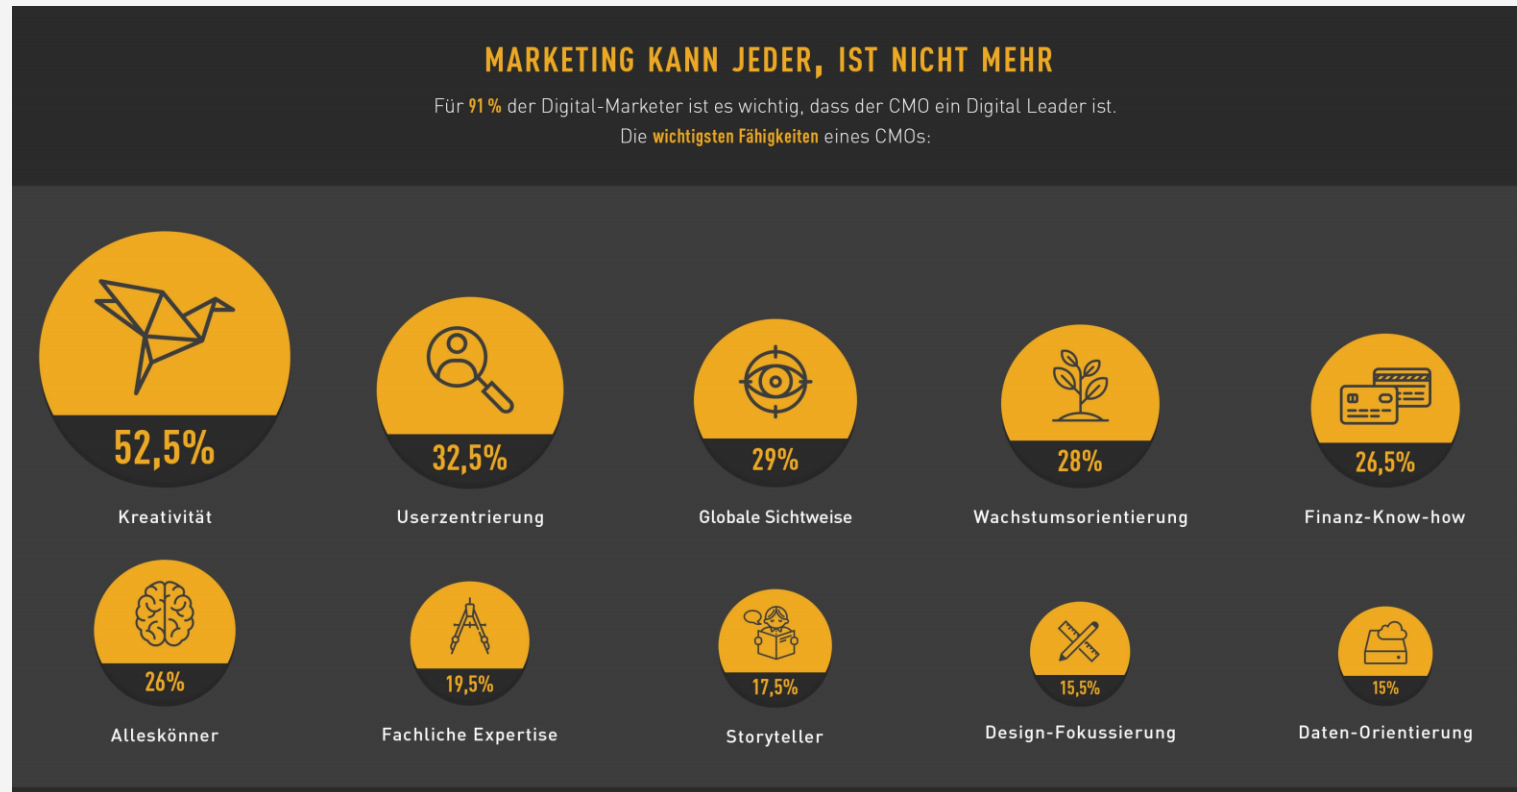 MARKETING KANN JEDER, IST NICHT MEHR
Für 91 % der Digital-Marketer ist es wichtig, dass der CMO ein Digital Leader ist.
Die wichtigsten Fähigkeiten eines CMOs:
52,5%
Kreativität
32,5%
Userzentrierung
29%
Globale Sichtweise
28%
Wachstumsorientierung
26,5%
Finanz-Know-how
26%
Alleskönner
19,5%
Fachliche Expertise
17,5%
Storyteller
15,5%
Design-Fokussierung
15%
Daten-Orientierung